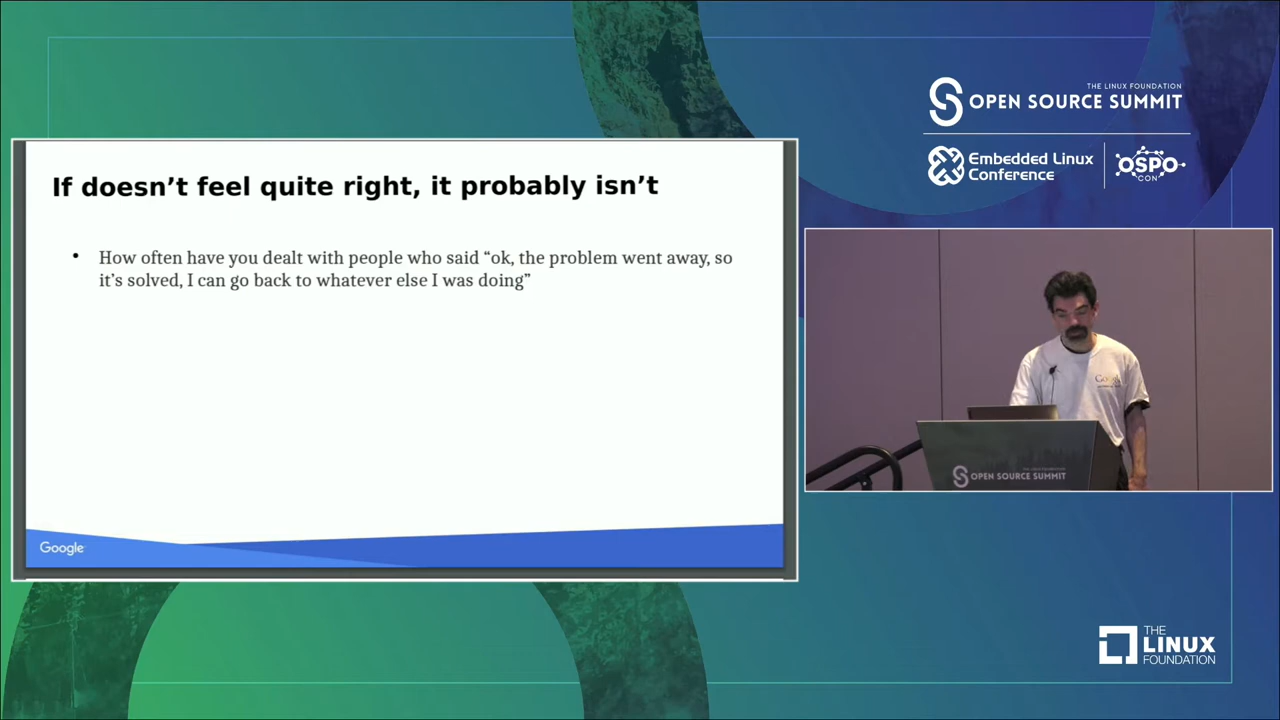 THE LINUX FOUNDATION
OPEN SOURCE SUMMIT
Embedded Linux
Conference
OSPO
CON
If doesn’t feel quite right, it probably isn’t
• How often have you dealt with people who said “ok, the problem went away, so
it’s solved, I can go back to whatever else I was doing”
Google
Google
OPEN SOURCE SUMMIT
THE
LINUX
FOUNDATION